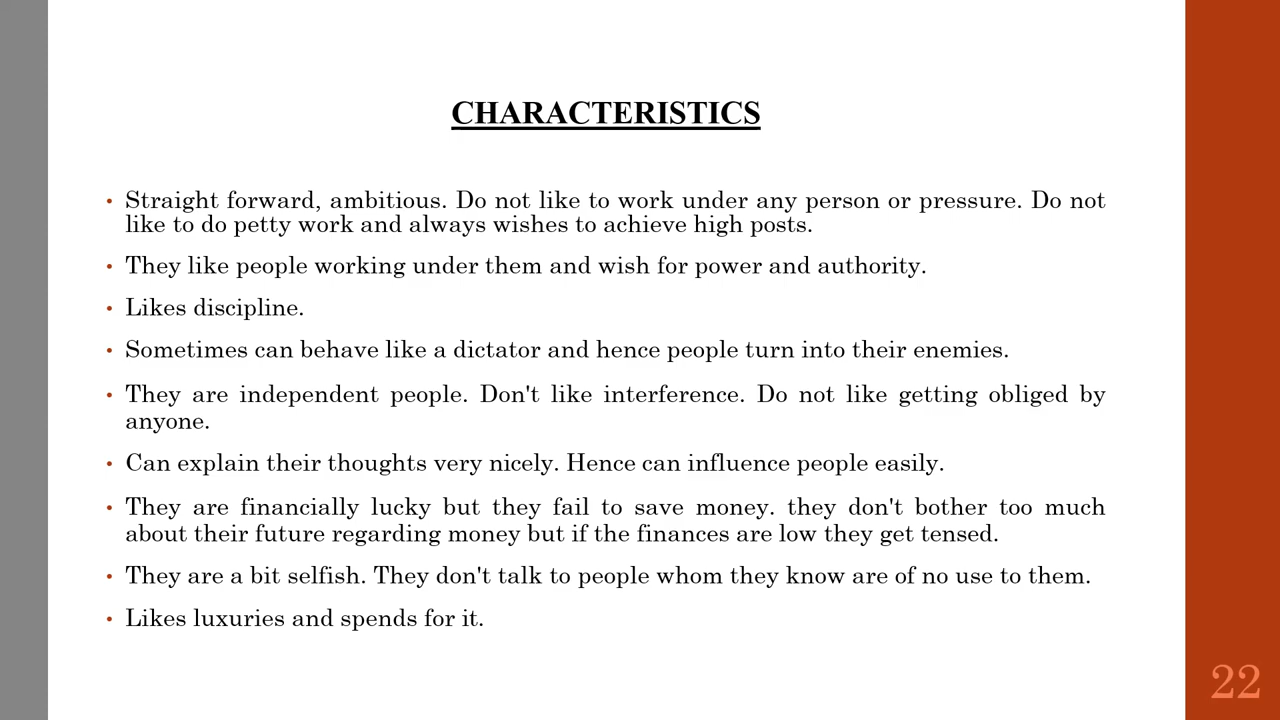 CHARACTERISTICS
• Straight forward, ambitious. Do not like to work under any person or pressure. Do not
like to do petty work and always wishes to achieve high posts.
• They like people working under them and wish for power and authority.
• Likes discipline.
• Sometimes can behave like a dictator and hence people turn into their enemies.
• They are independent people. Don't like interference. Do not like getting obliged by
anyone.
• Can explain their thoughts very nicely. Hence can influence people easily.
• They are financially lucky but they fail to save money. they don't bother too much
about their future regarding money but if the finances are low they get tensed.
• They are a bit selfish. They don't talk to people whom they know are of no use to them.
• Likes luxuries and spends for it.
22